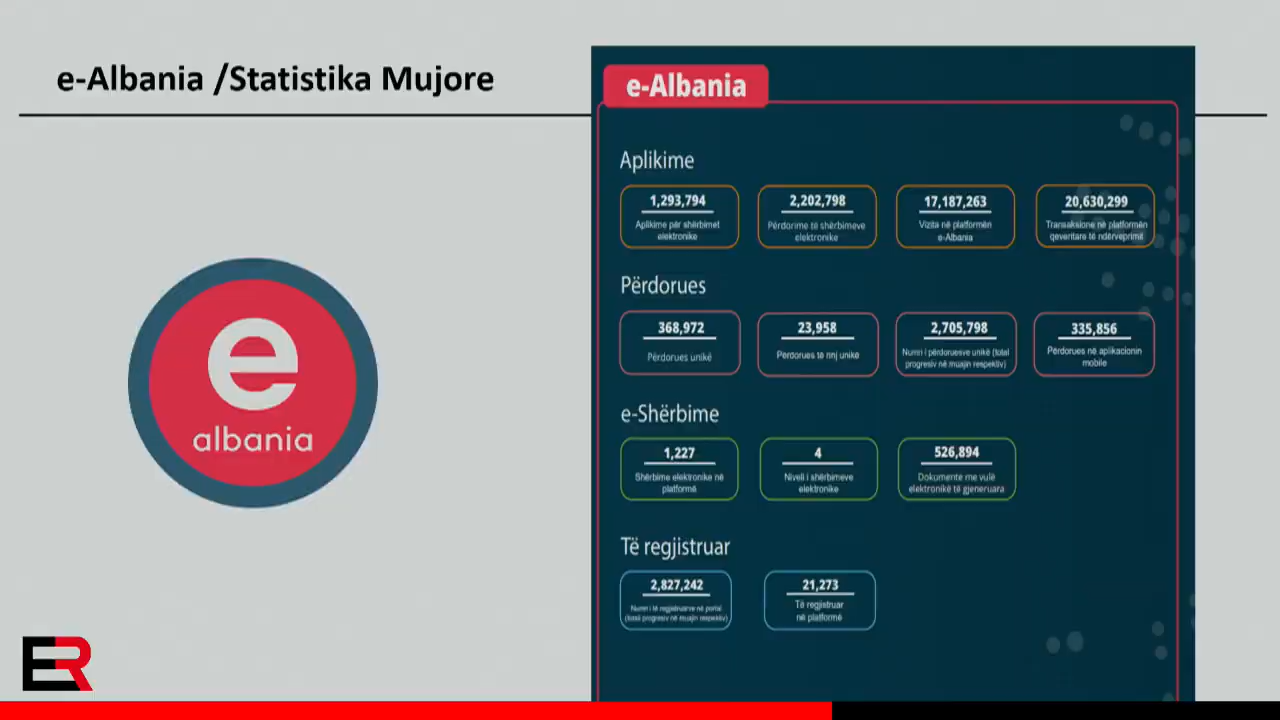 e-Albania /Statistika Mujore
e
albania
e-Albania
Aplikime
1,293,794
Aplikime për shërbimet
elektronike
2,202,798
Përdorime të shërbimeve
elektronike
17,187,263
Vizita në platformën
e-Albania
20,630,299
Transaksione në platformën
qeveritare të ndërveprimit
Përdorues
368,972
Përdorues unikë
23,958
Përdorues të rinj unikë
2,705,798
Numri i përdoruesve unikë (total
progresiv në muajin respektiv)
335,856
Përdorues në aplikacionin
mobile
e-Shërbime
1,227
Shërbime elektronike në
platformë
4
Niveli i shërbimeve
elektronike
526,894
Dokumente me vulë
elektronikë të gjeneruara
Të regjistruar
2,827,242
Numri i të regjistruarve në portal
(total progresiv në muajin respektiv)
21,273
Të regjistruar
në platformë
ER